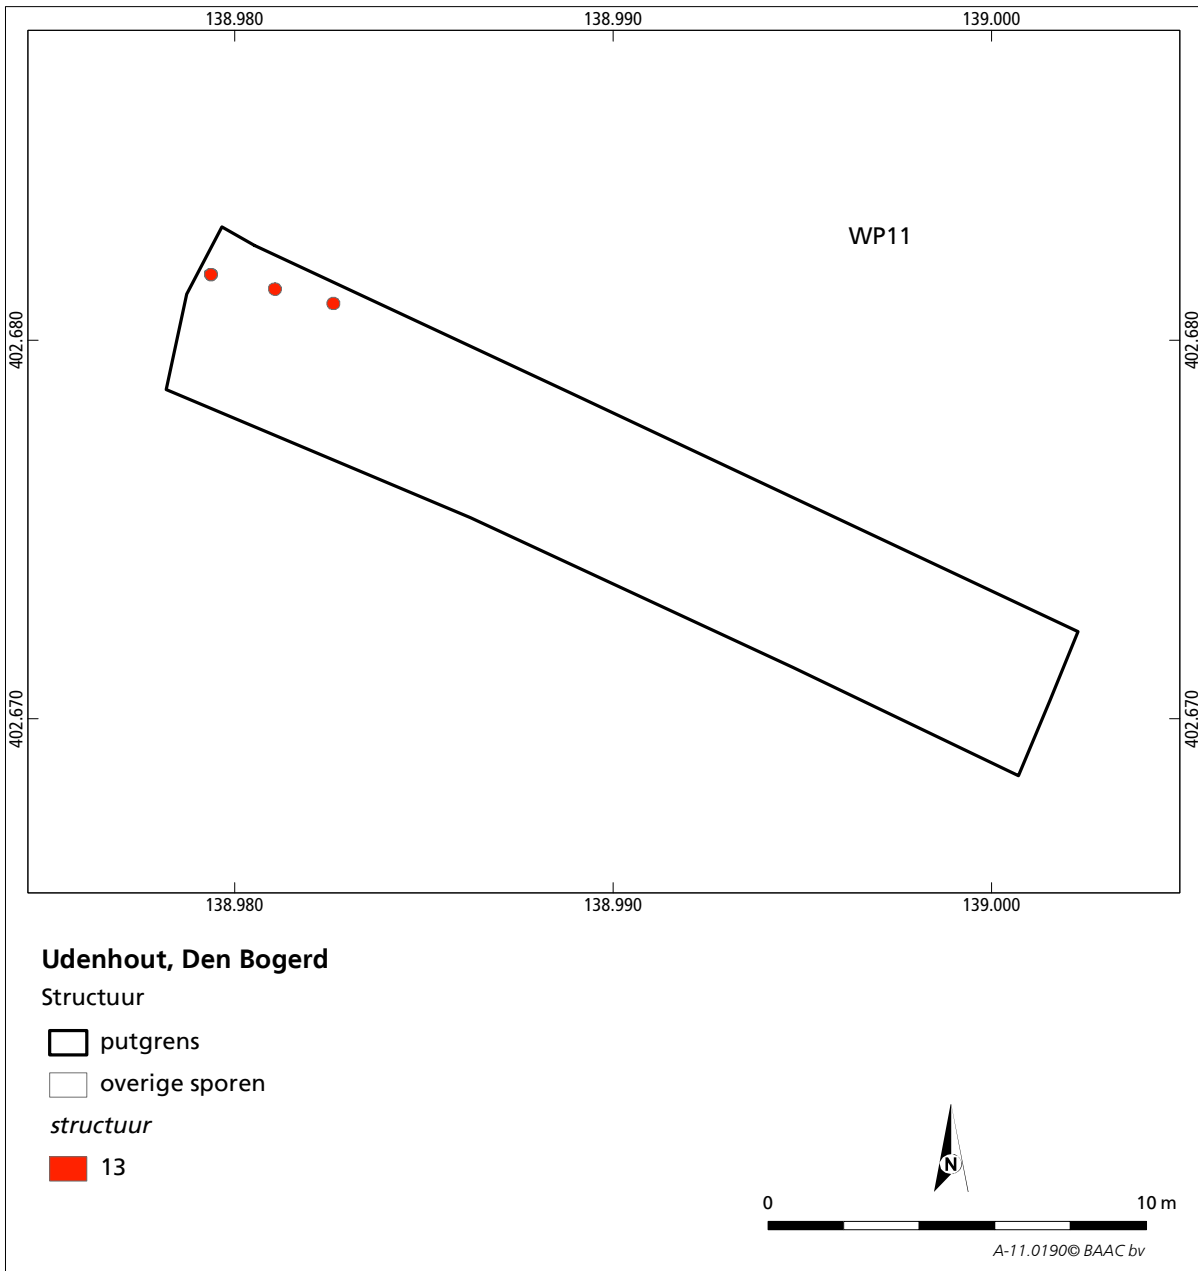 138.980 138.990 139.000
WP11
402.680 402.680
402.670 402.670
138.980 138.990 139.000
Udenhout, Den Bogerd
Structuur
putgrens
overige sporen
structuur
13
N
0 10 m
A-11.0190© BAAC bv